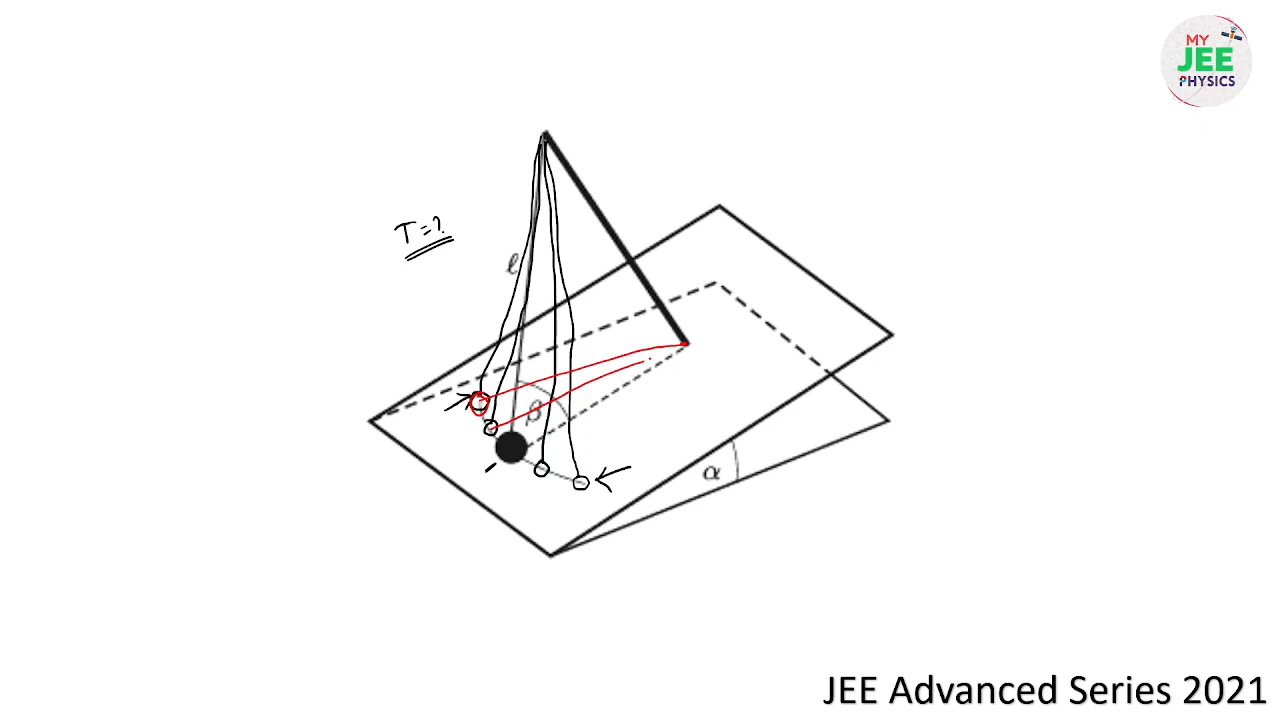 MY
JEE
PHYSICS
T=?
ℓ
β
α
JEE Advanced Series 2021